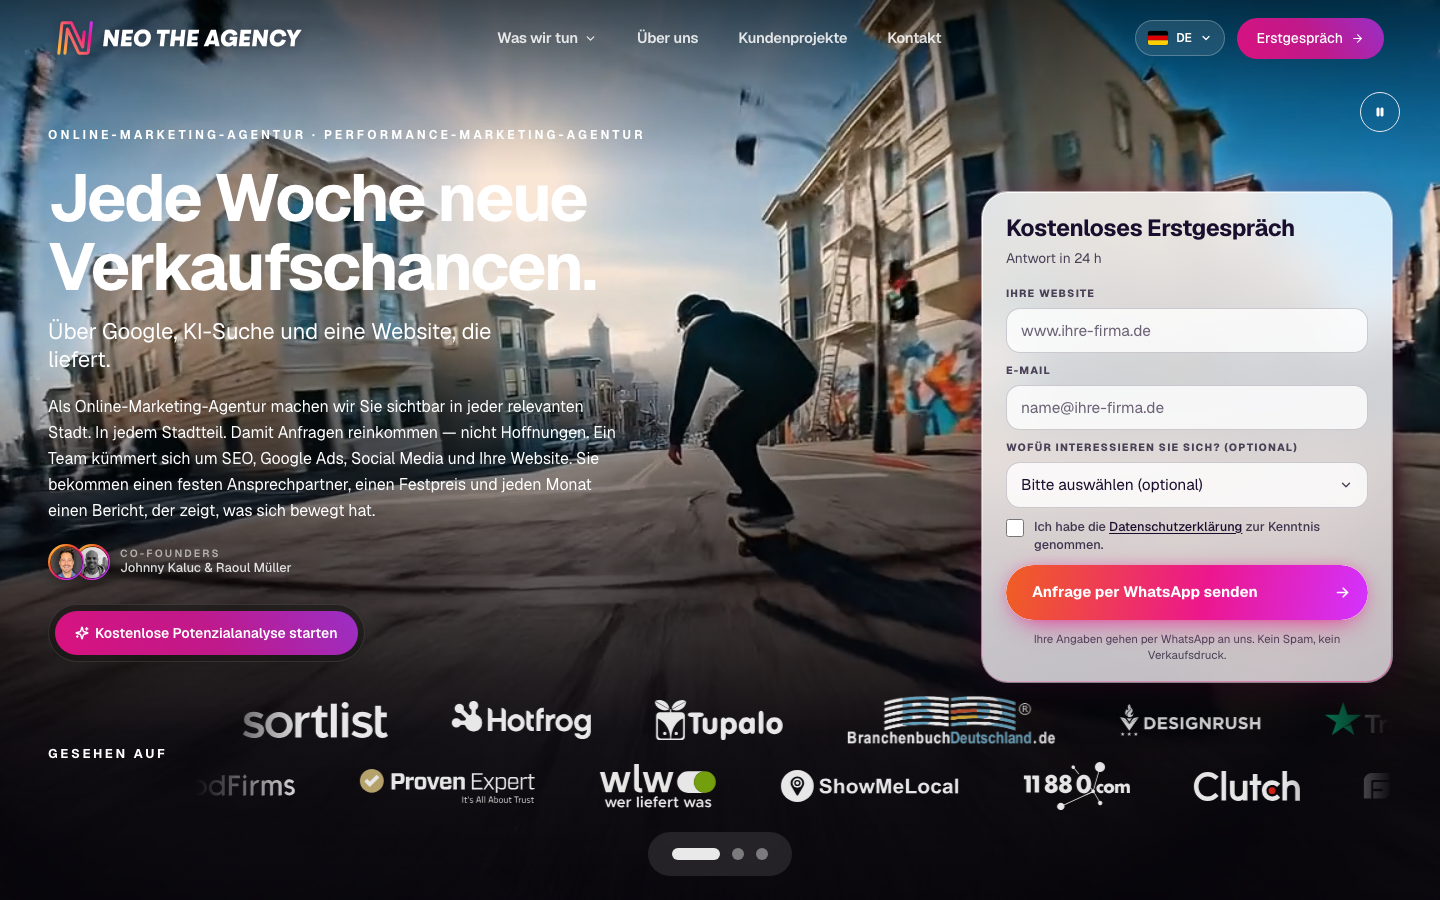 NEO THE AGENCY
Was wir tun
Über uns
Kundenprojekte
Kontakt
DE
Erstgespräch
ONLINE-MARKETING-AGENTUR · PERFORMANCE-MARKETING-AGENTUR
Jede Woche neue
Verkaufschancen.
Über Google, KI-Suche und eine Website, die
liefert.
Als Online-Marketing-Agentur machen wir Sie sichtbar in jeder relevanten
Stadt. In jedem Stadtteil. Damit Anfragen reinkommen — nicht Hoffnungen. Ein
Team kümmert sich um SEO, Google Ads, Social Media und Ihre Website. Sie
bekommen einen festen Ansprechpartner, einen Festpreis und jeden Monat
einen Bericht, der zeigt, was sich bewegt hat.
CO-FOUNDERS
Johnny Kaluc & Raoul Müller
Kostenlose Potenzialanalyse starten
Kostenloses Erstgespräch
Antwort in 24 h
IHRE WEBSITE
www.ihre-firma.de
E-MAIL
name@ihre-firma.de
WOFÜR INTERESSIEREN SIE SICH? (OPTIONAL)
Bitte auswählen (optional)
Ich habe die Datenschutzerklärung zur Kenntnis
genommen.
Anfrage per WhatsApp senden
Ihre Angaben gehen per WhatsApp an uns. Kein Spam, kein
Verkaufsdruck.
GESEHEN AUF
sortlist
Hotfrog
Tupalo
BranchenbuchDeutschland.de ®
DESIGNRUSH
Tr
odFirms
Proven Expert
It's All About Trust
wlw
wer liefert was
ShowMeLocal
11880.com
Clutch